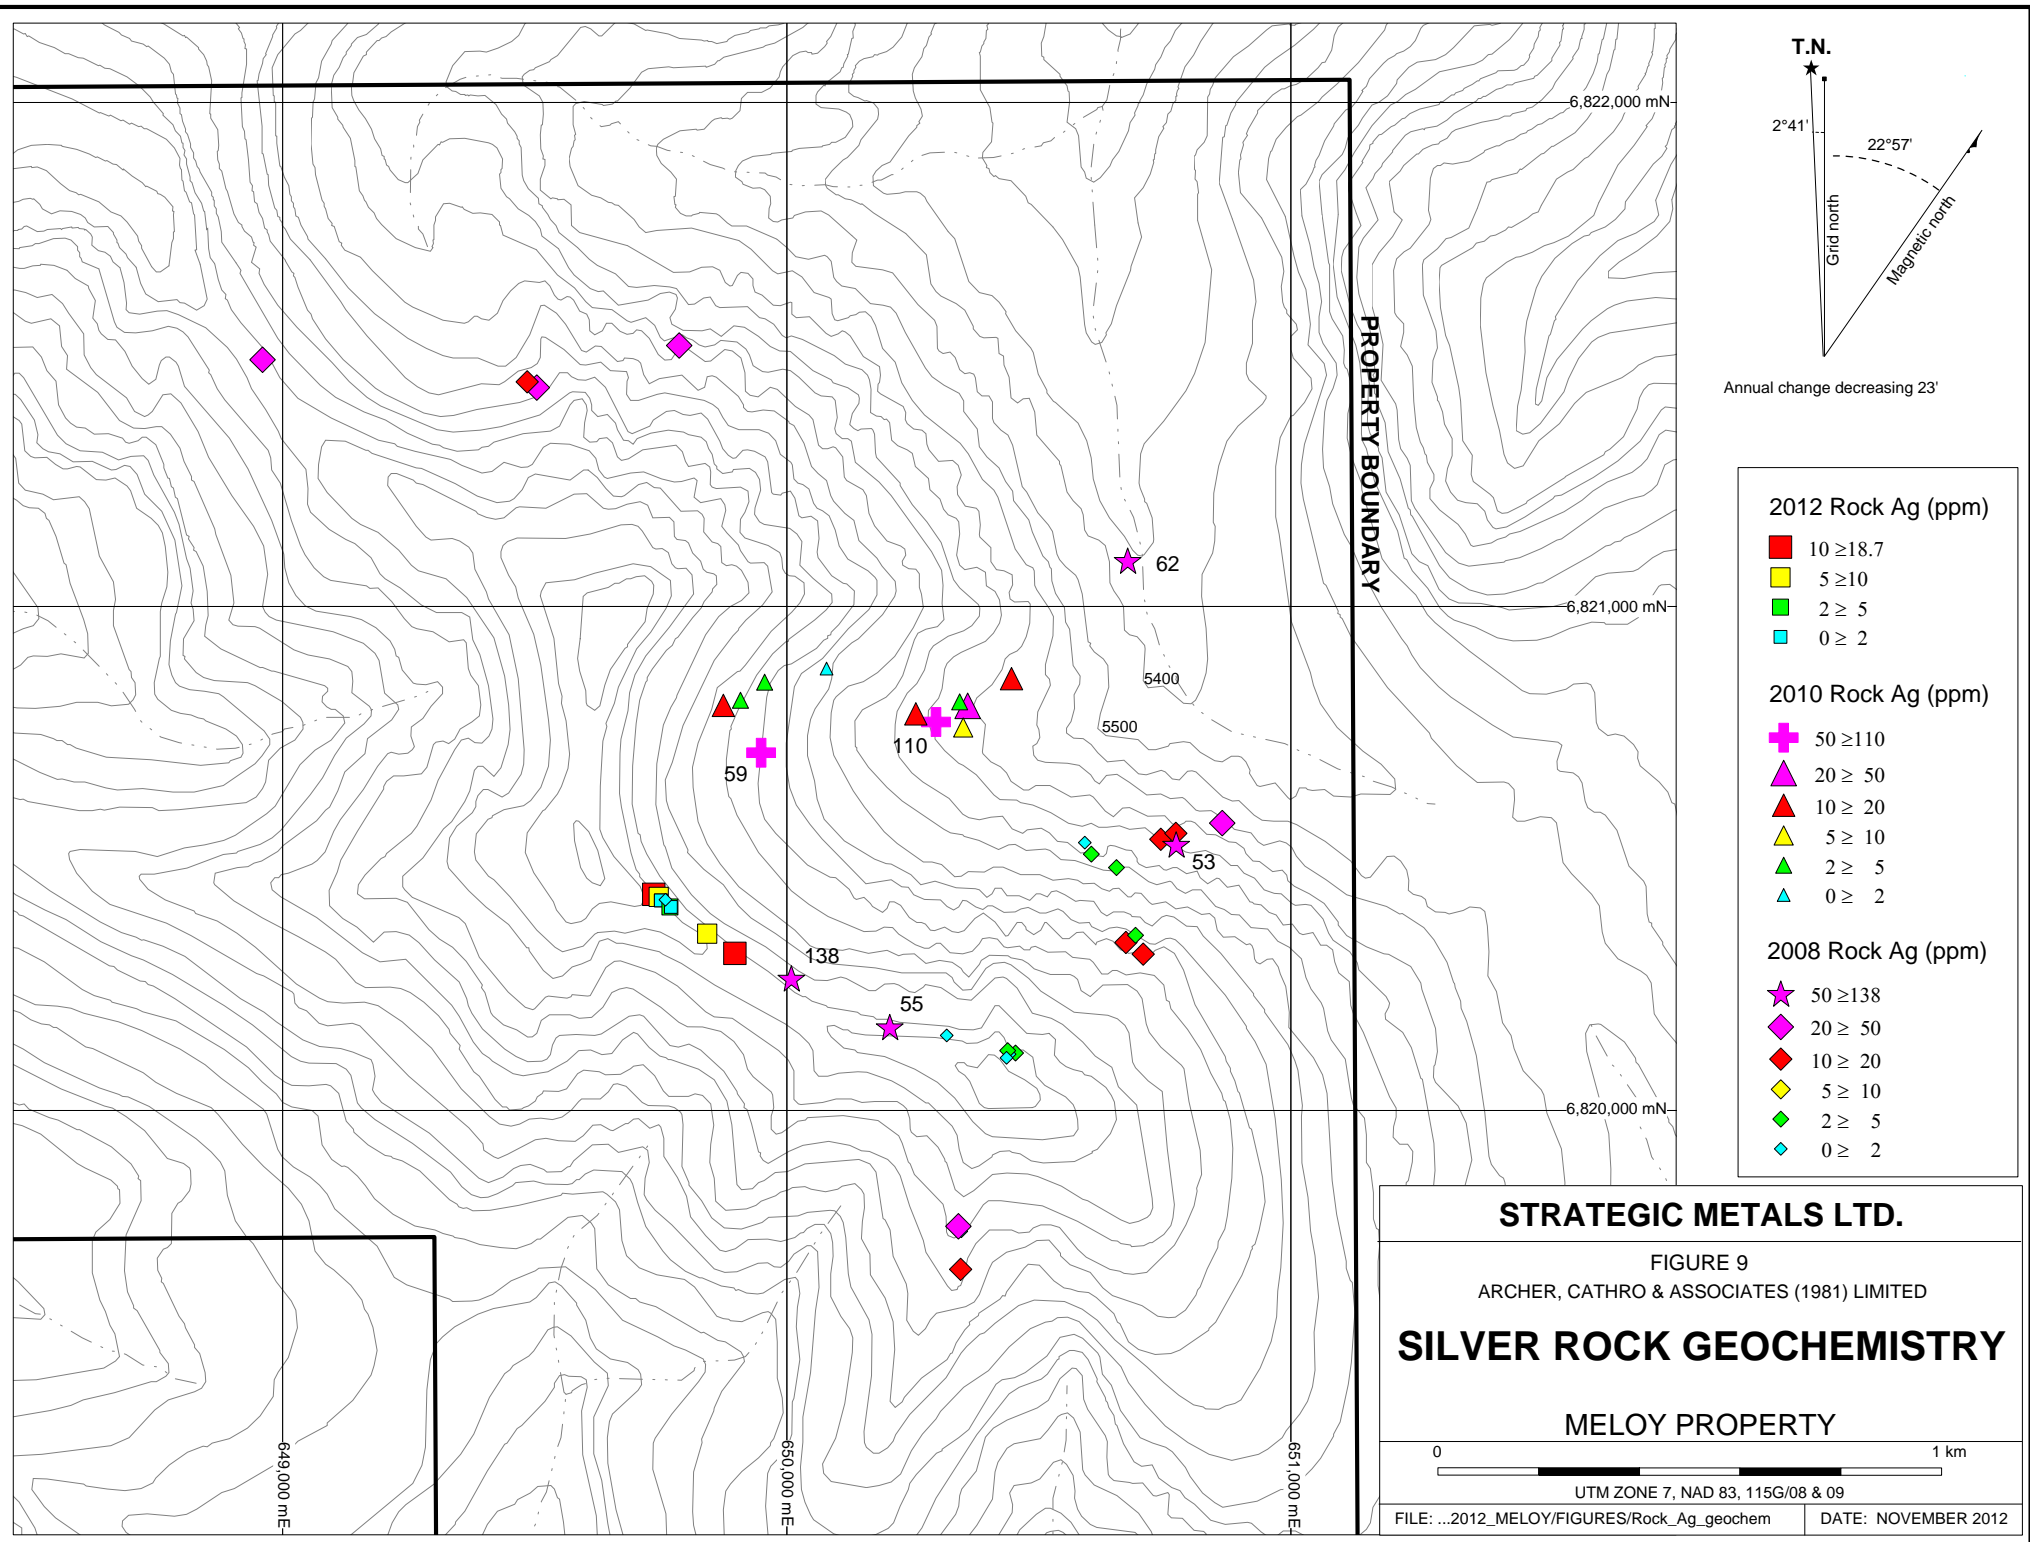 T.N.
2°41'
22°57'
Grid north
Magnetic north
Annual change decreasing 23'
6,822,000 mN
PROPERTY BOUNDARY
62
6,821,000 mN
5400
5500
110
59
53
138
55
6,820,000 mN
649,000 mE
650,000 mE
651,000 mE
2012 Rock Ag (ppm)
10 ≥18.7
5 ≥10
2 ≥ 5
0 ≥ 2
2010 Rock Ag (ppm)
50 ≥110
20 ≥ 50
10 ≥ 20
5 ≥ 10
2 ≥ 5
0 ≥ 2
2008 Rock Ag (ppm)
50 ≥138
20 ≥ 50
10 ≥ 20
5 ≥ 10
2 ≥ 5
0 ≥ 2
STRATEGIC METALS LTD.
FIGURE 9
ARCHER, CATHRO & ASSOCIATES (1981) LIMITED
SILVER ROCK GEOCHEMISTRY
MELOY PROPERTY
0 1 km
UTM ZONE 7, NAD 83, 115G/08 & 09
FILE: ...2012_MELOY/FIGURES/Rock_Ag_geochem DATE: NOVEMBER 2012